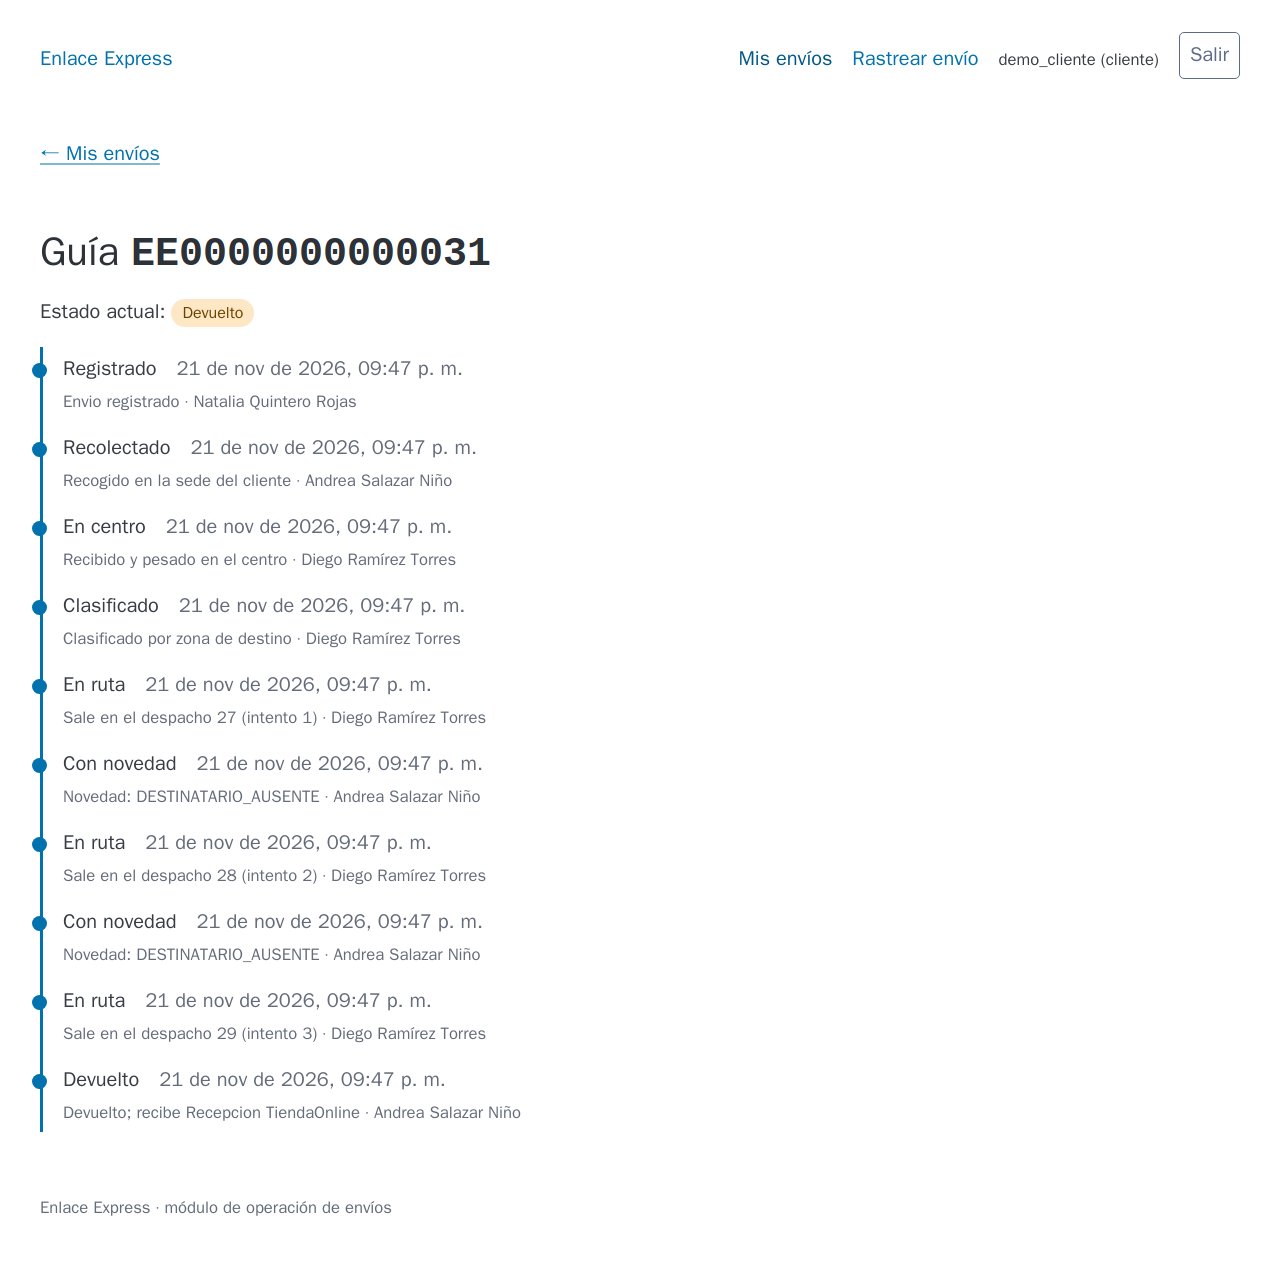 Enlace Express
Mis envíos Rastrear envío demo_cliente (cliente) Salir
← Mis envíos
Guía EE0000000000031
Estado actual: Devuelto
Registrado 21 de nov de 2026, 09:47 p. m.
Envio registrado · Natalia Quintero Rojas
Recolectado 21 de nov de 2026, 09:47 p. m.
Recogido en la sede del cliente · Andrea Salazar Niño
En centro 21 de nov de 2026, 09:47 p. m.
Recibido y pesado en el centro · Diego Ramírez Torres
Clasificado 21 de nov de 2026, 09:47 p. m.
Clasificado por zona de destino · Diego Ramírez Torres
En ruta 21 de nov de 2026, 09:47 p. m.
Sale en el despacho 27 (intento 1) · Diego Ramírez Torres
Con novedad 21 de nov de 2026, 09:47 p. m.
Novedad: DESTINATARIO_AUSENTE · Andrea Salazar Niño
En ruta 21 de nov de 2026, 09:47 p. m.
Sale en el despacho 28 (intento 2) · Diego Ramírez Torres
Con novedad 21 de nov de 2026, 09:47 p. m.
Novedad: DESTINATARIO_AUSENTE · Andrea Salazar Niño
En ruta 21 de nov de 2026, 09:47 p. m.
Sale en el despacho 29 (intento 3) · Diego Ramírez Torres
Devuelto 21 de nov de 2026, 09:47 p. m.
Devuelto; recibe Recepcion TiendaOnline · Andrea Salazar Niño
Enlace Express · módulo de operación de envíos